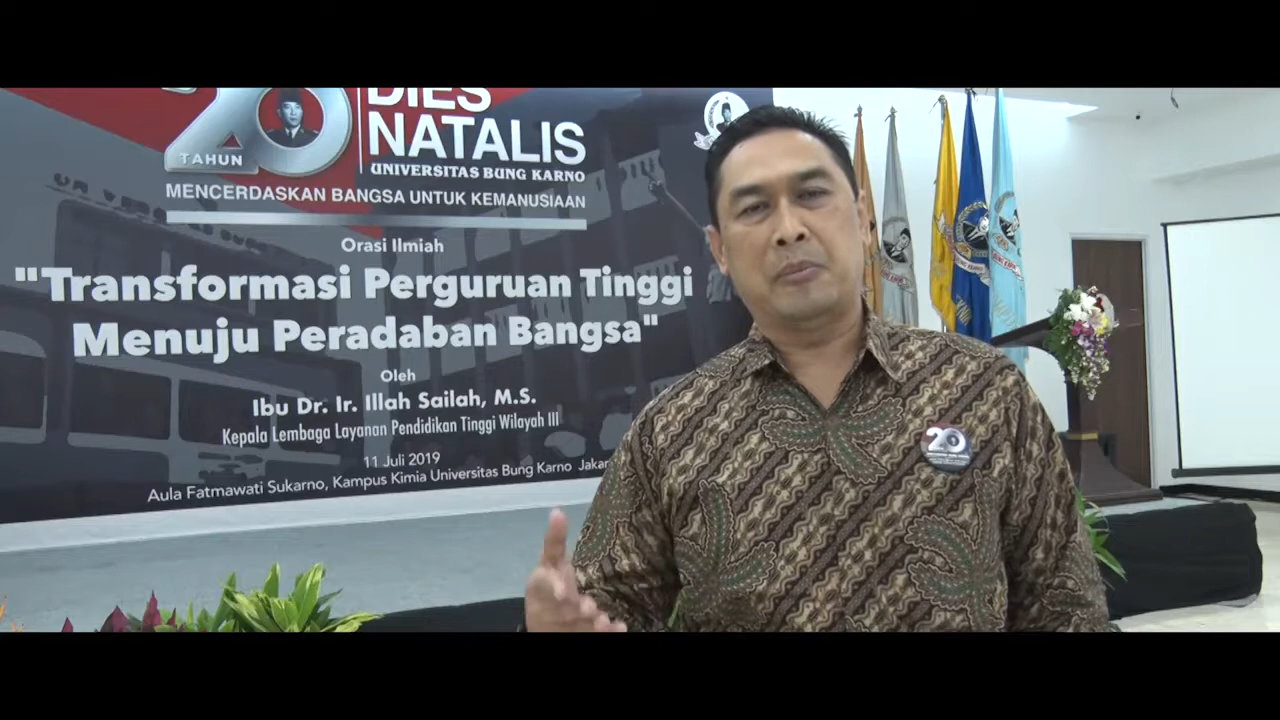 20
TAHUN
DIES
NATALIS
UNIVERSITAS BUNG KARNO
MENCERDASKAN BANGSA UNTUK KEMANUSIAAN
Orasi Ilmiah
"Transformasi Perguruan Tinggi
Menuju Peradaban Bangsa"
Oleh
Ibu Dr. Ir. Illah Sailah, M.S.
Kepala Lembaga Layanan Pendidikan Tinggi Wilayah III
11 Juli 2019
Aula Fatmawati Sukarno, Kampus Kimia Universitas Bung Karno
20